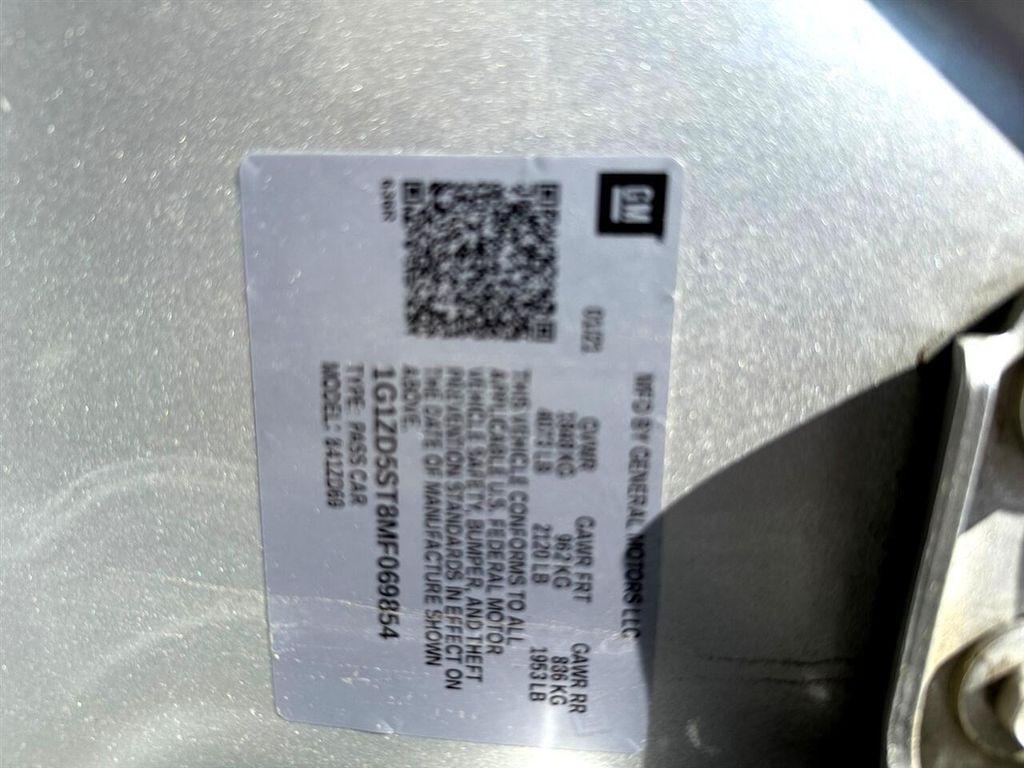 GM
MFD BY GENERAL MOTORS LLC
01/21
GVWR GAWR FRT GAWR RR
1848 KG 962 KG 886 KG
4073 LB 2120 LB 1953 LB
THIS VEHICLE CONFORMS TO ALL
APPLICABLE U.S. FEDERAL MOTOR
VEHICLE SAFETY, BUMPER, AND THEFT
PREVENTION STANDARDS IN EFFECT ON
THE DATE OF MANUFACTURE SHOWN
ABOVE.
1G1ZD5ST8MF069854
TYPE: PASS CAR
MODEL: